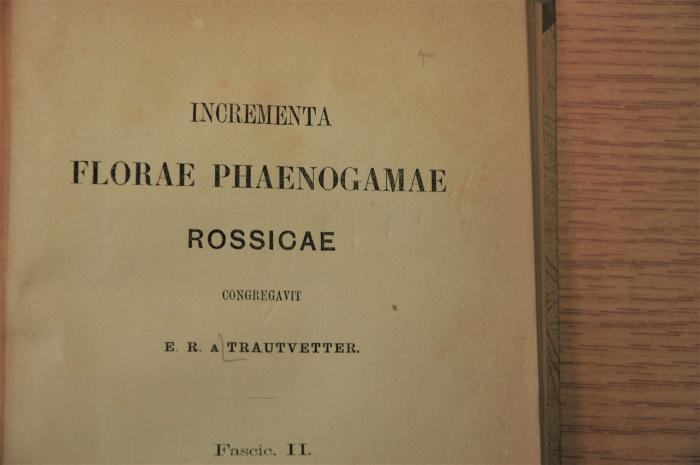 INCREMENTA
FLORAE PHAENOGAMAE
ROSSICAE
CONGREGAVIT
E. R. A TRAUTVETTER.
Fascic. II.